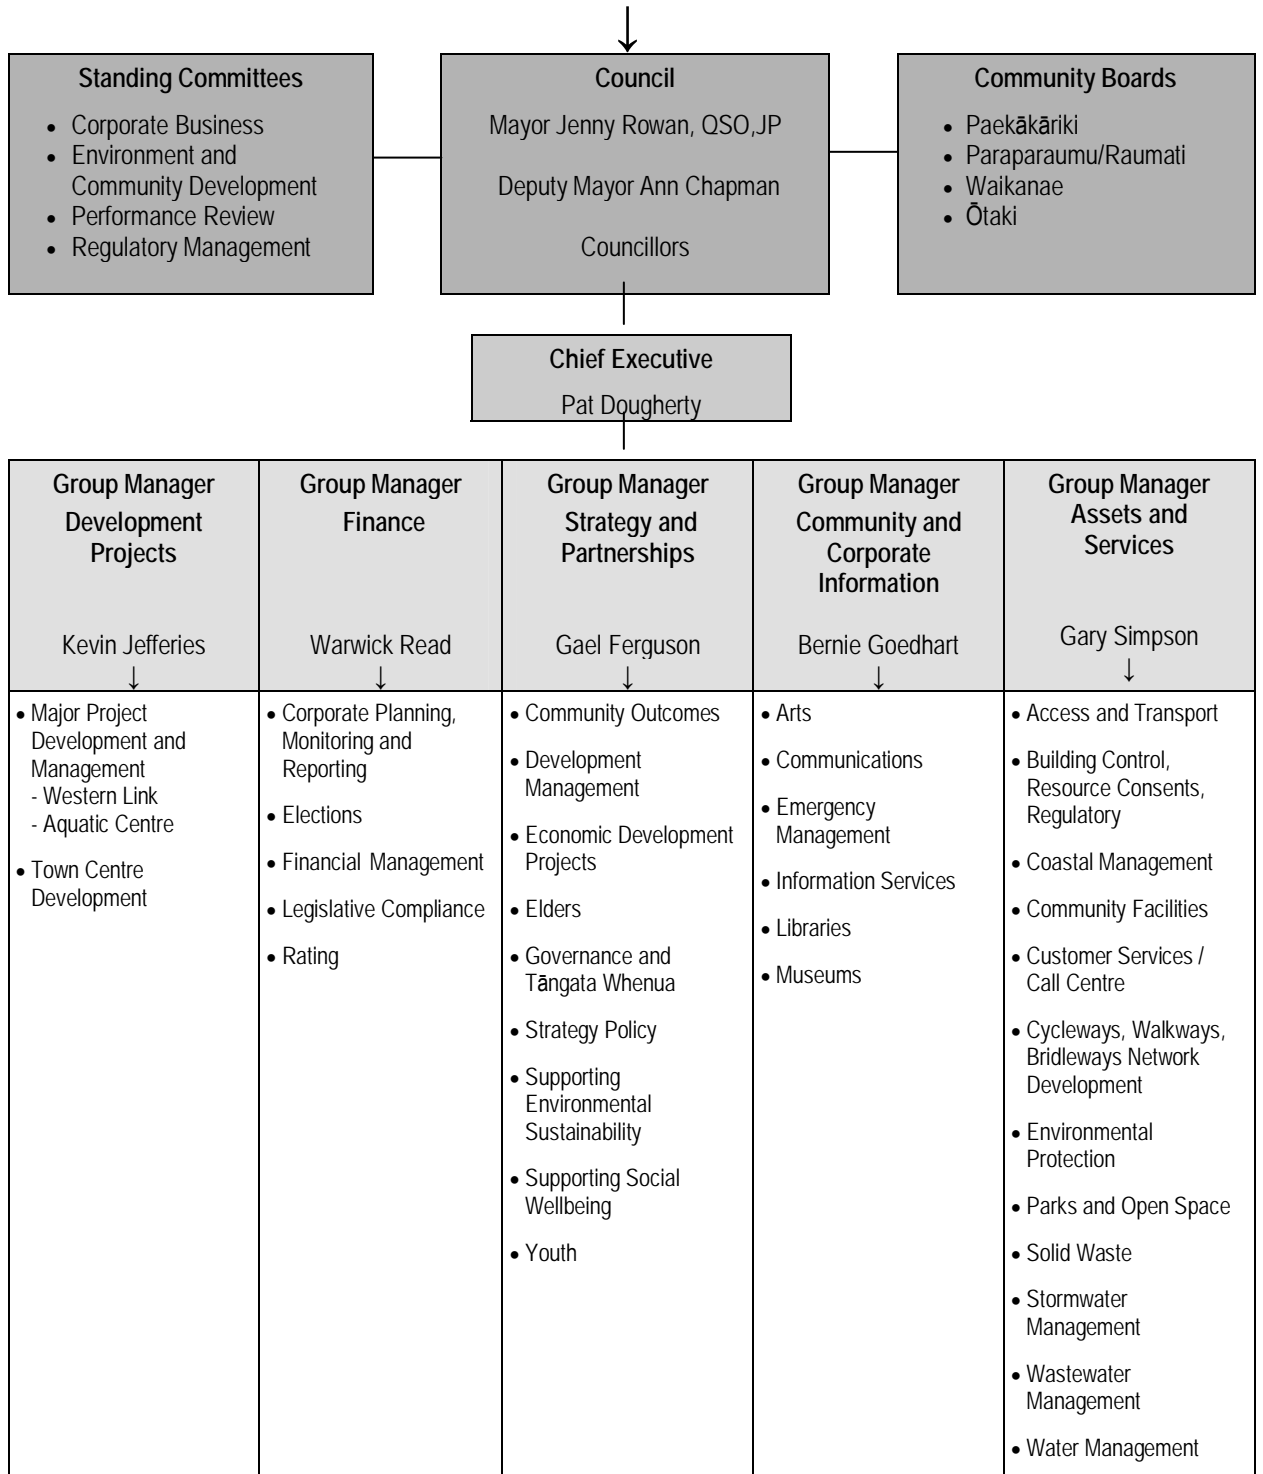 ↓
Standing Committees
• Corporate Business
• Environment and
Community Development
• Performance Review
• Regulatory Management
Council
Mayor Jenny Rowan, QSO,JP
Deputy Mayor Ann Chapman
Councillors
Community Boards
• Paekākāriki
• Paraparaumu/Raumati
• Waikanae
• Ōtaki
Chief Executive
Pat Dougherty
Group Manager
Development
Projects
Kevin Jefferies
↓
• Major Project
Development and
Management
- Western Link
- Aquatic Centre
• Town Centre
Development
Group Manager
Finance
Warwick Read
↓
• Corporate Planning,
Monitoring and
Reporting
• Elections
• Financial Management
• Legislative Compliance
• Rating
Group Manager
Strategy and
Partnerships
Gael Ferguson
↓
• Community Outcomes
• Development
Management
• Economic Development
Projects
• Elders
• Governance and
Tāngata Whenua
• Strategy Policy
• Supporting
Environmental
Sustainability
• Supporting Social
Wellbeing
• Youth
Group Manager
Community and
Corporate
Information
Bernie Goedhart
↓
• Arts
• Communications
• Emergency
Management
• Information Services
• Libraries
• Museums
Group Manager
Assets and
Services
Gary Simpson
↓
• Access and Transport
• Building Control,
Resource Consents,
Regulatory
• Coastal Management
• Community Facilities
• Customer Services /
Call Centre
• Cycleways, Walkways,
Bridleways Network
Development
• Environmental
Protection
• Parks and Open Space
• Solid Waste
• Stormwater
Management
• Wastewater
Management
• Water Management